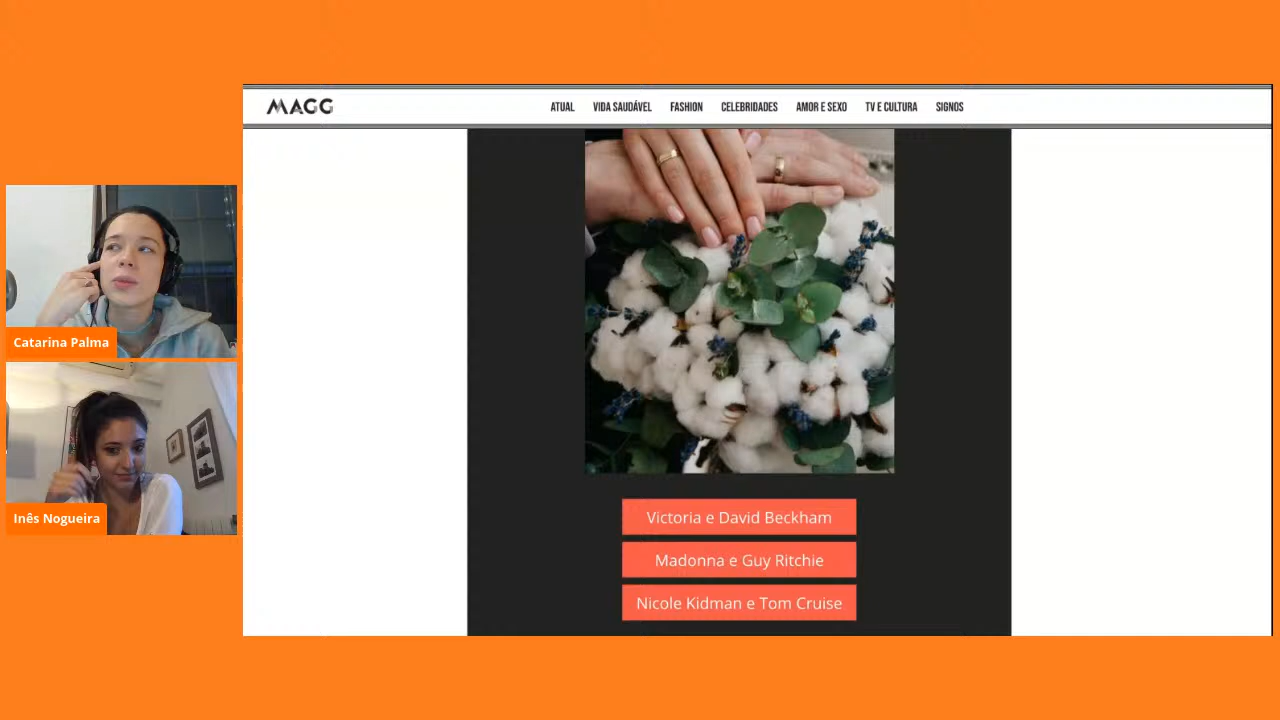 MAGG
ATUAL VIDA SAUDÁVEL FASHION CELEBRIDADES AMOR E SEXO TV E CULTURA SIGNOS
Catarina Palma
Inês Nogueira
Victoria e David Beckham
Madonna e Guy Ritchie
Nicole Kidman e Tom Cruise